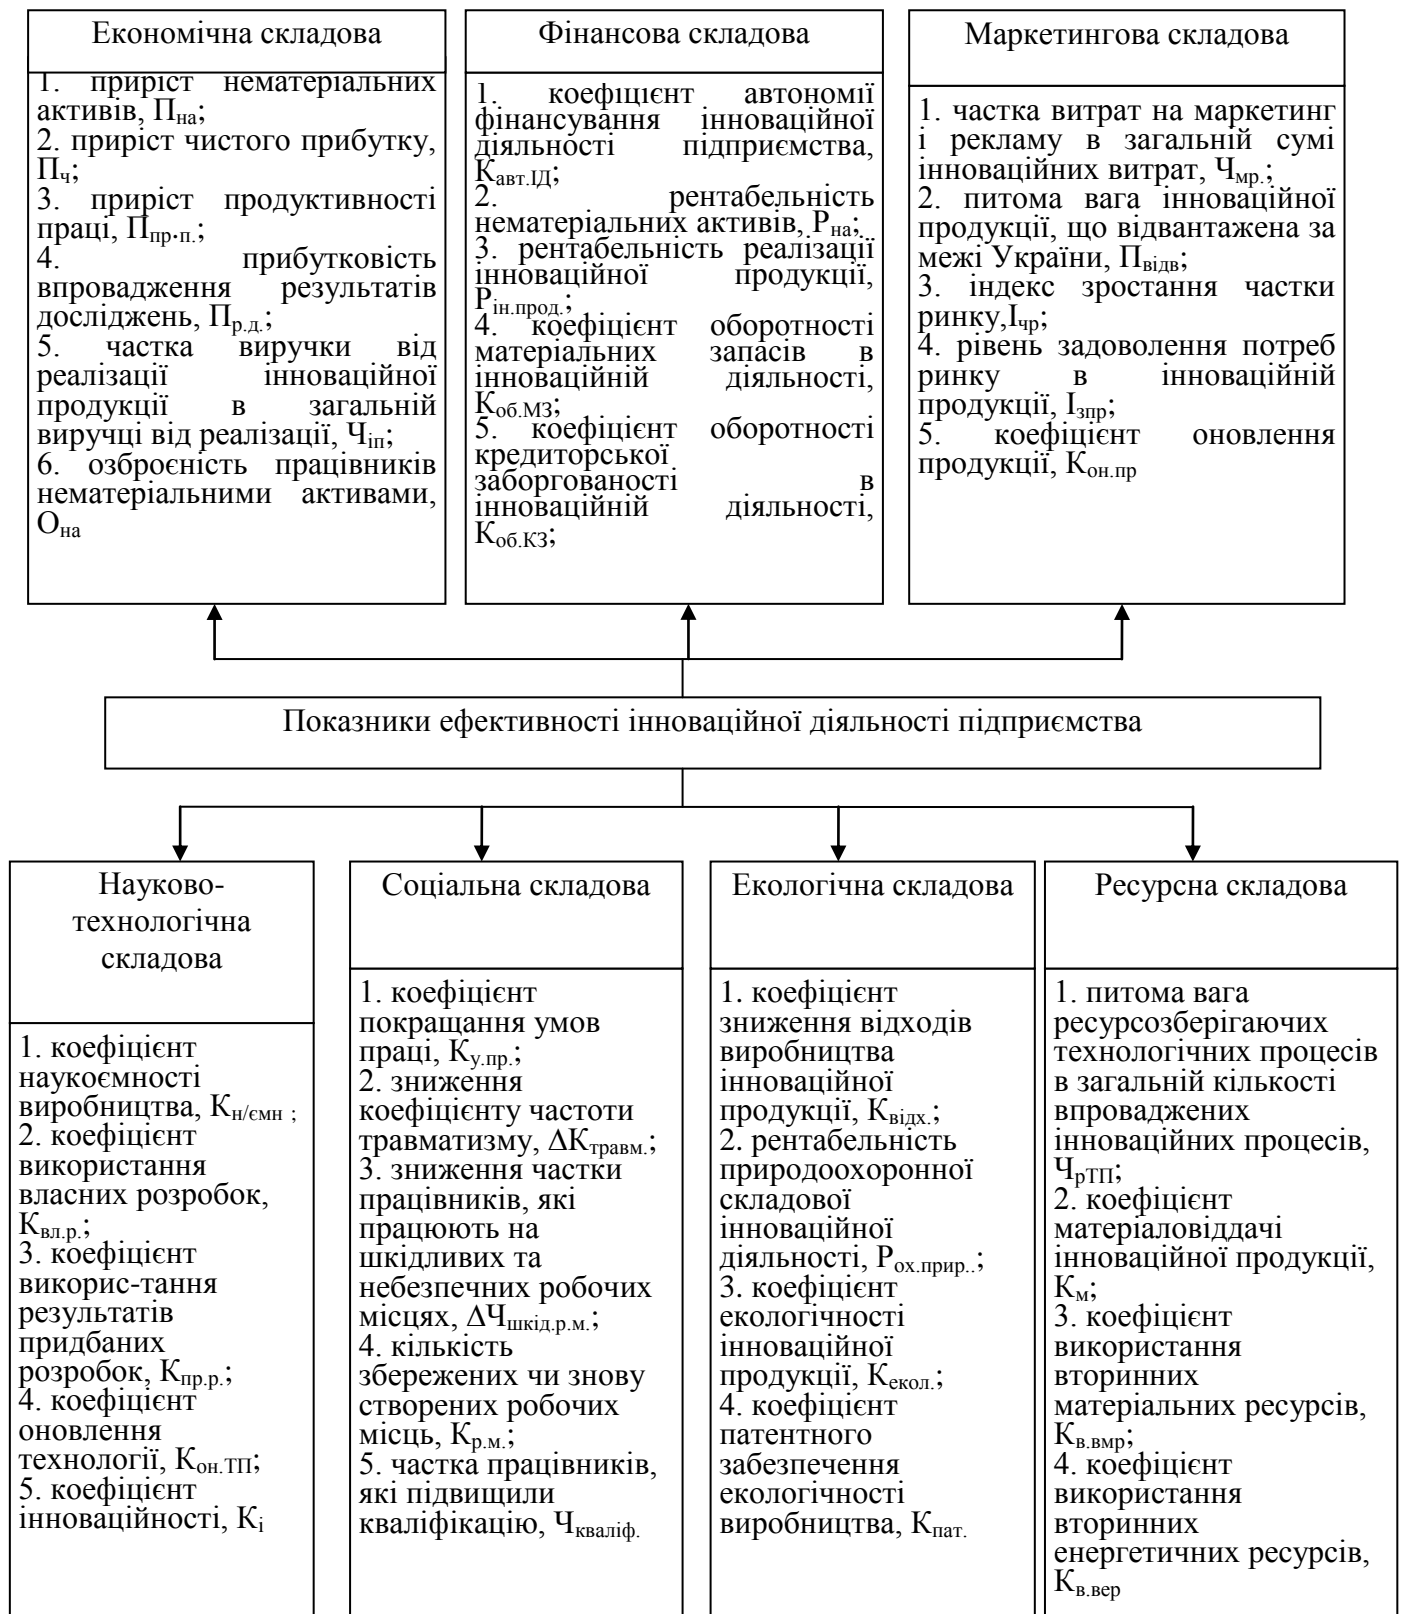 Економічна складова
1. приріст нематеріальних
активів, Пна;
2. приріст чистого прибутку,
Пч;
3. приріст продуктивності
праці, Ппр.п.;
4. прибутковість
впровадження результатів
досліджень, Пр.д.;
5. частка виручки від
реалізації інноваційної
продукції в загальній
виручці від реалізації, Чіп;
6. озброєність працівників
нематеріальними активами,
Она
Фінансова складова
1. коефіцієнт автономії
фінансування інноваційної
діяльності підприємства,
Кавт.ІД;
2. рентабельність
нематеріальних активів, Рна;
3. рентабельність реалізації
інноваційної продукції,
Рін.прод.;
4. коефіцієнт оборотності
матеріальних запасів в
інноваційній діяльності,
Коб.МЗ;
5. коефіцієнт оборотності
кредиторської
заборгованості в
інноваційній діяльності,
Коб.КЗ;
Маркетингова складова
1. частка витрат на маркетинг
і рекламу в загальній сумі
інноваційних витрат, Чмр.;
2. питома вага інноваційної
продукції, що відвантажена за
межі України, Пвідв;
3. індекс зростання частки
ринку,Ічр;
4. рівень задоволення потреб
ринку в інноваційній
продукції, Ізпр;
5. коефіцієнт оновлення
продукції, Кон.пр
Показники ефективності інноваційної діяльності підприємства
Науково-
технологічна
складова
1. коефіцієнт
наукоємності
виробництва, Кн/ємн ;
2. коефіцієнт
використання
власних розробок,
Квл.р.;
3. коефіцієнт
викорис-тання
результатів
придбаних
розробок, Кпр.р.;
4. коефіцієнт
оновлення
технології, Кон.ТП;
5. коефіцієнт
інноваційності, Кі
Соціальна складова
1. коефіцієнт
покращання умов
праці, Ку.пр.;
2. зниження
коефіцієнту частоти
травматизму, ΔКтравм.;
3. зниження частки
працівників, які
працюють на
шкідливих та
небезпечних робочих
місцях, ΔЧшкід.р.м.;
4. кількість
збережених чи знову
створених робочих
місць, Кр.м.;
5. частка працівників,
які підвищили
кваліфікацію, Чкваліф.
Екологічна складова
1. коефіцієнт
зниження відходів
виробництва
інноваційної
продукції, Квідх.;
2. рентабельність
природоохоронної
складової
інноваційної
діяльності, Рох.прир..;
3. коефіцієнт
екологічності
інноваційної
продукції, Кекол.;
4. коефіцієнт
патентного
забезпечення
екологічності
виробництва, Кпат.
Ресурсна складова
1. питома вага
ресурсозберігаючих
технологічних процесів
в загальній кількості
впроваджених
інноваційних процесів,
ЧрТП;
2. коефіцієнт
матеріаловіддачі
інноваційної продукції,
Км;
3. коефіцієнт
використання
вторинних
матеріальних ресурсів,
Кв.вмр;
4. коефіцієнт
використання
вторинних
енергетичних ресурсів,
Кв.вер